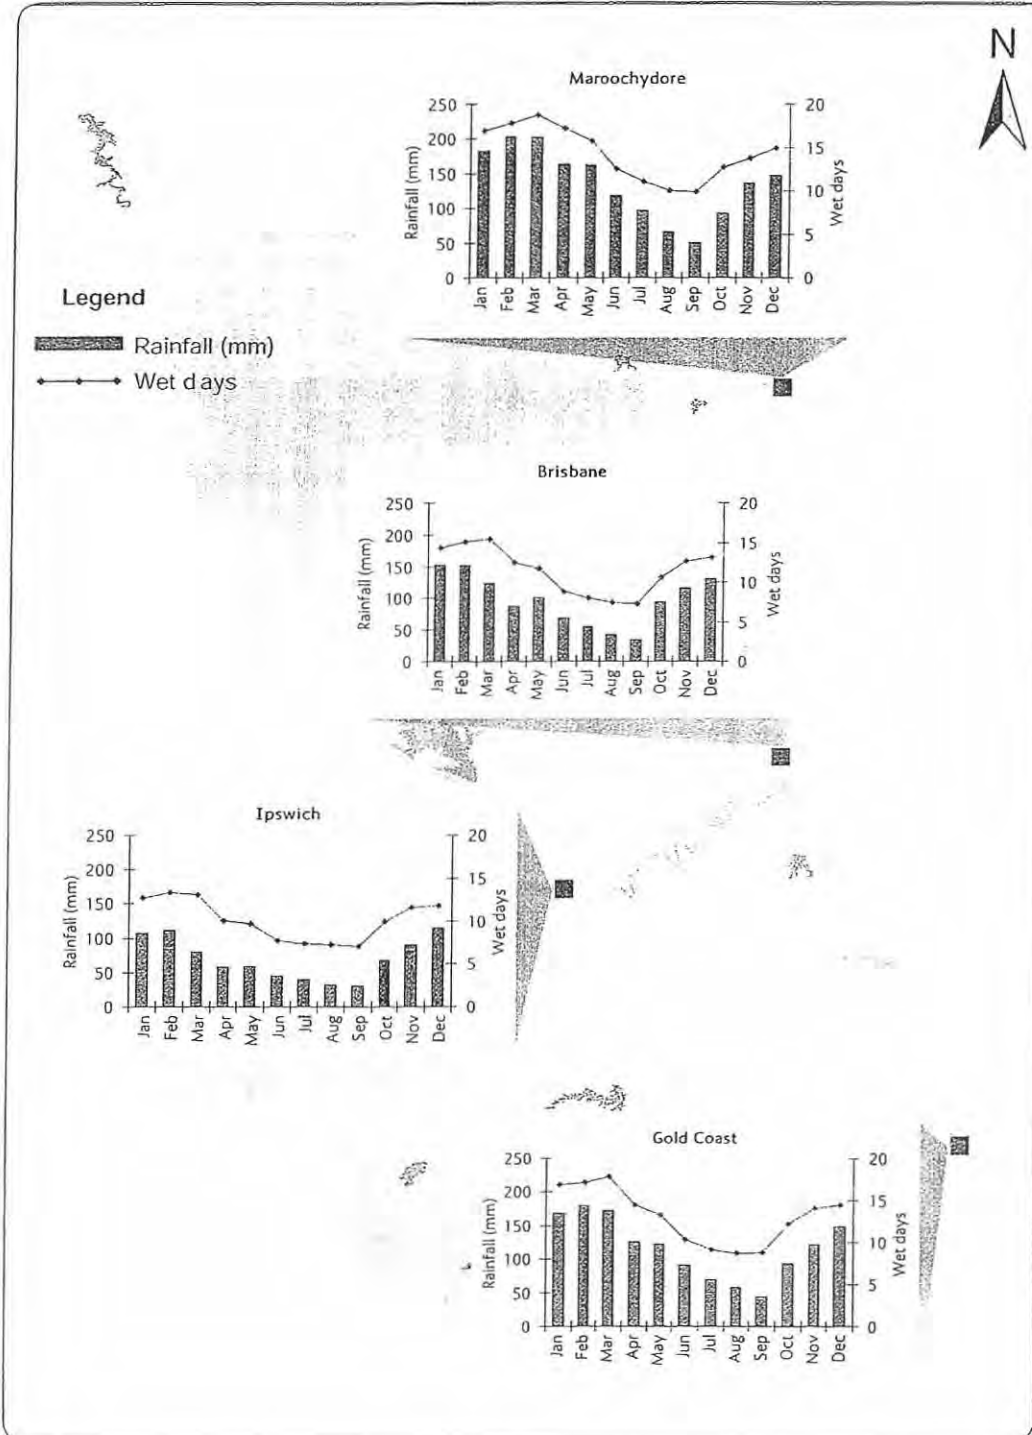 N
Maroochydore
250
200
150
100
50
0
Rainfall (mm)
20
15
10
5
0
Wet days
Jan
Feb
Mar
Apr
May
Jun
Jul
Aug
Sep
Oct
Nov
Dec
Legend
Rainfall (mm)
Wet days
Brisbane
250
200
150
100
50
0
Rainfall (mm)
20
15
10
5
0
Wet days
Jan
Feb
Mar
Apr
May
Jun
Jul
Aug
Sep
Oct
Nov
Dec
Ipswich
250
200
150
100
50
0
Rainfall (mm)
20
15
10
5
0
Wet days
Jan
Feb
Mar
Apr
May
Jun
Jul
Aug
Sep
Oct
Nov
Dec
Gold Coast
250
200
150
100
50
0
Rainfall (mm)
20
15
10
5
0
Wet days
Jan
Feb
Mar
Apr
May
Jun
Jul
Aug
Sep
Oct
Nov
Dec